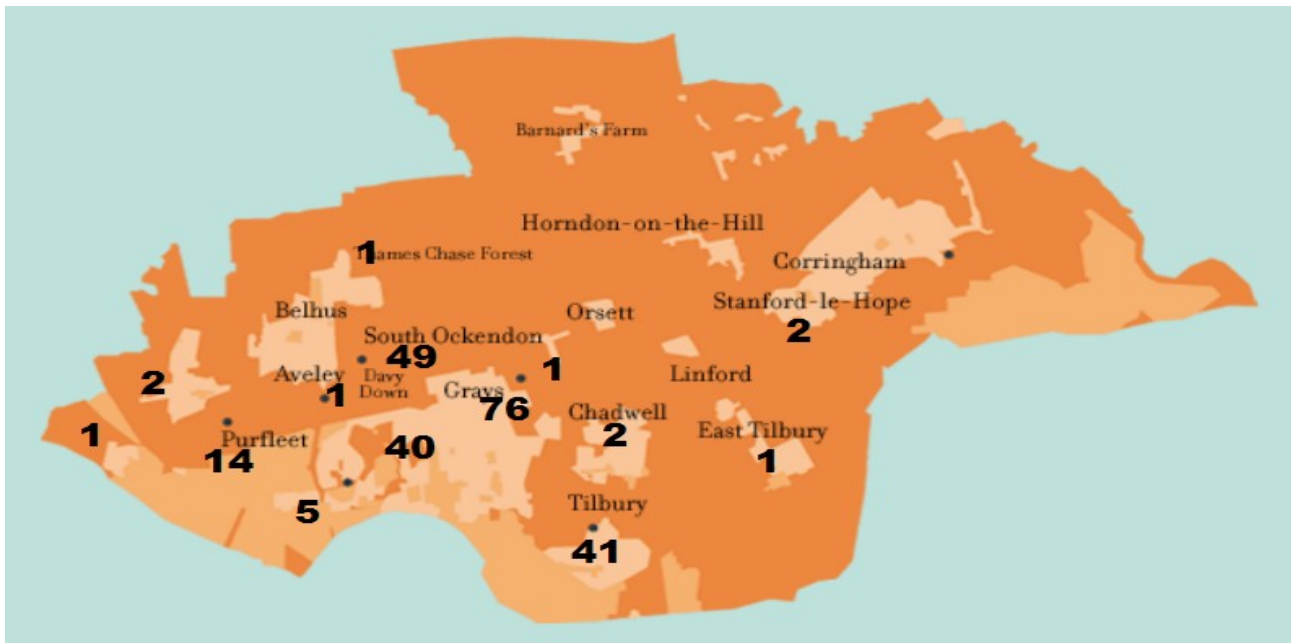 Barnard's Farm
Horndon-on-the-Hill
1
Thames Chase Forest
Corringham
Belhus
Orsett
Stanford-le-Hope
2
South Ockendon
49
1
2
Aveley
1
Davy
Down
Grays
76
Linford
Chadwell
2
East Tilbury
1
1
Purfleet
14
40
5
Tilbury
41